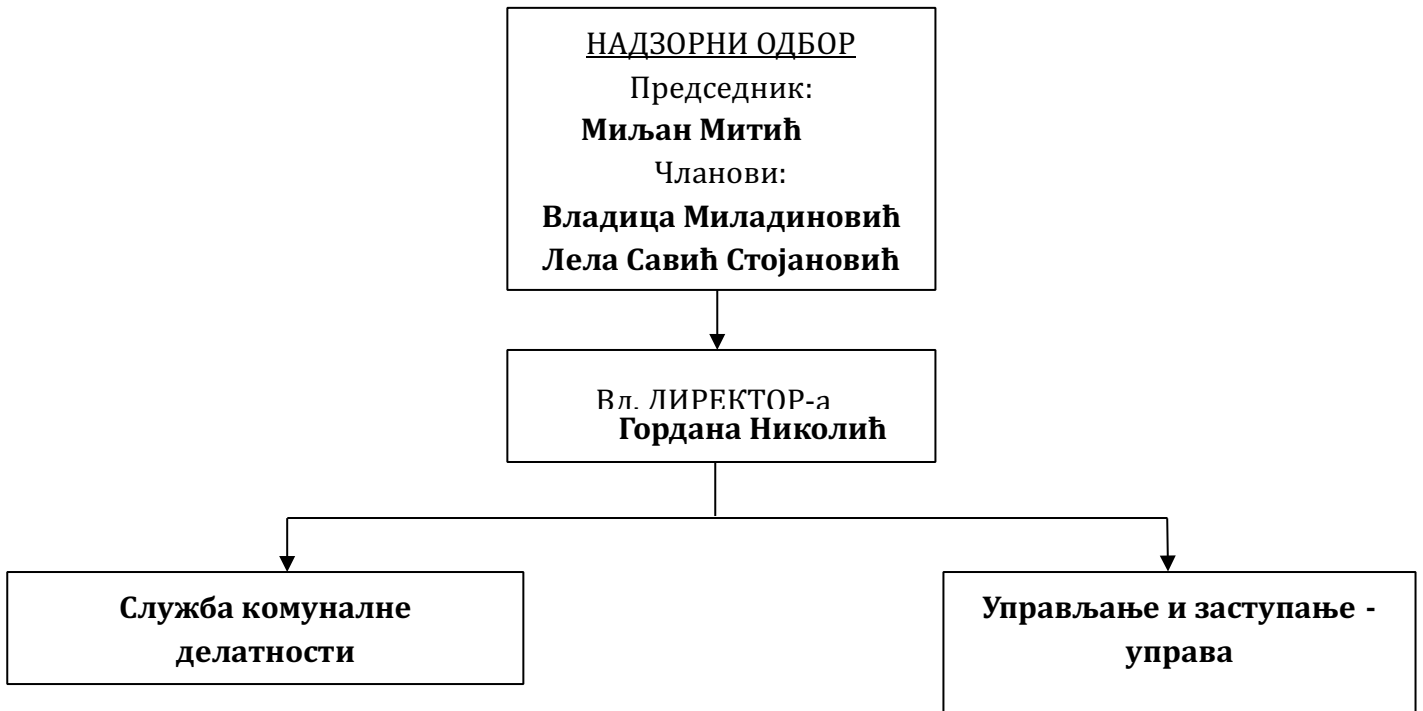 НАДЗОРНИ ОДБОР
Председник:
Миљан Митић
Чланови:
Владица Миладиновић
Лела Савић Стојановић
Вд. ДИРЕКТОР-а
Гордана Николић
Служба комуналне
делатности
Управљање и заступање -
управа